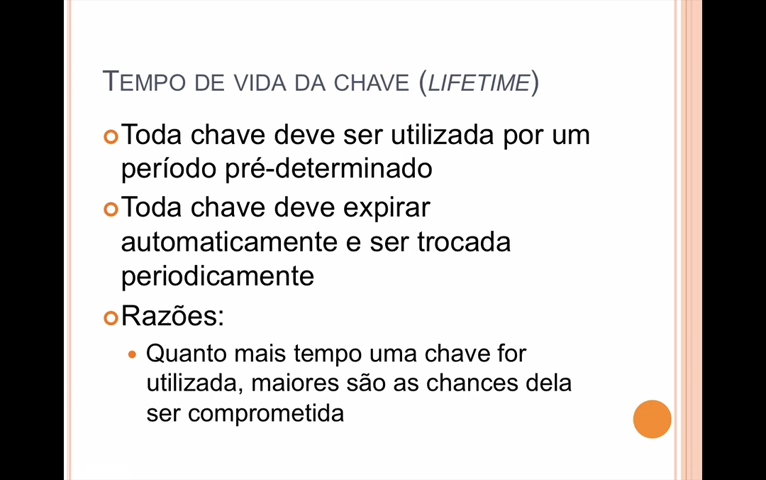 TEMPO DE VIDA DA CHAVE (LIFETIME)
Toda chave deve ser utilizada por um
período pré-determinado
Toda chave deve expirar
automaticamente e ser trocada
periodicamente
Razões:
Quanto mais tempo uma chave for
utilizada, maiores são as chances dela
ser comprometida